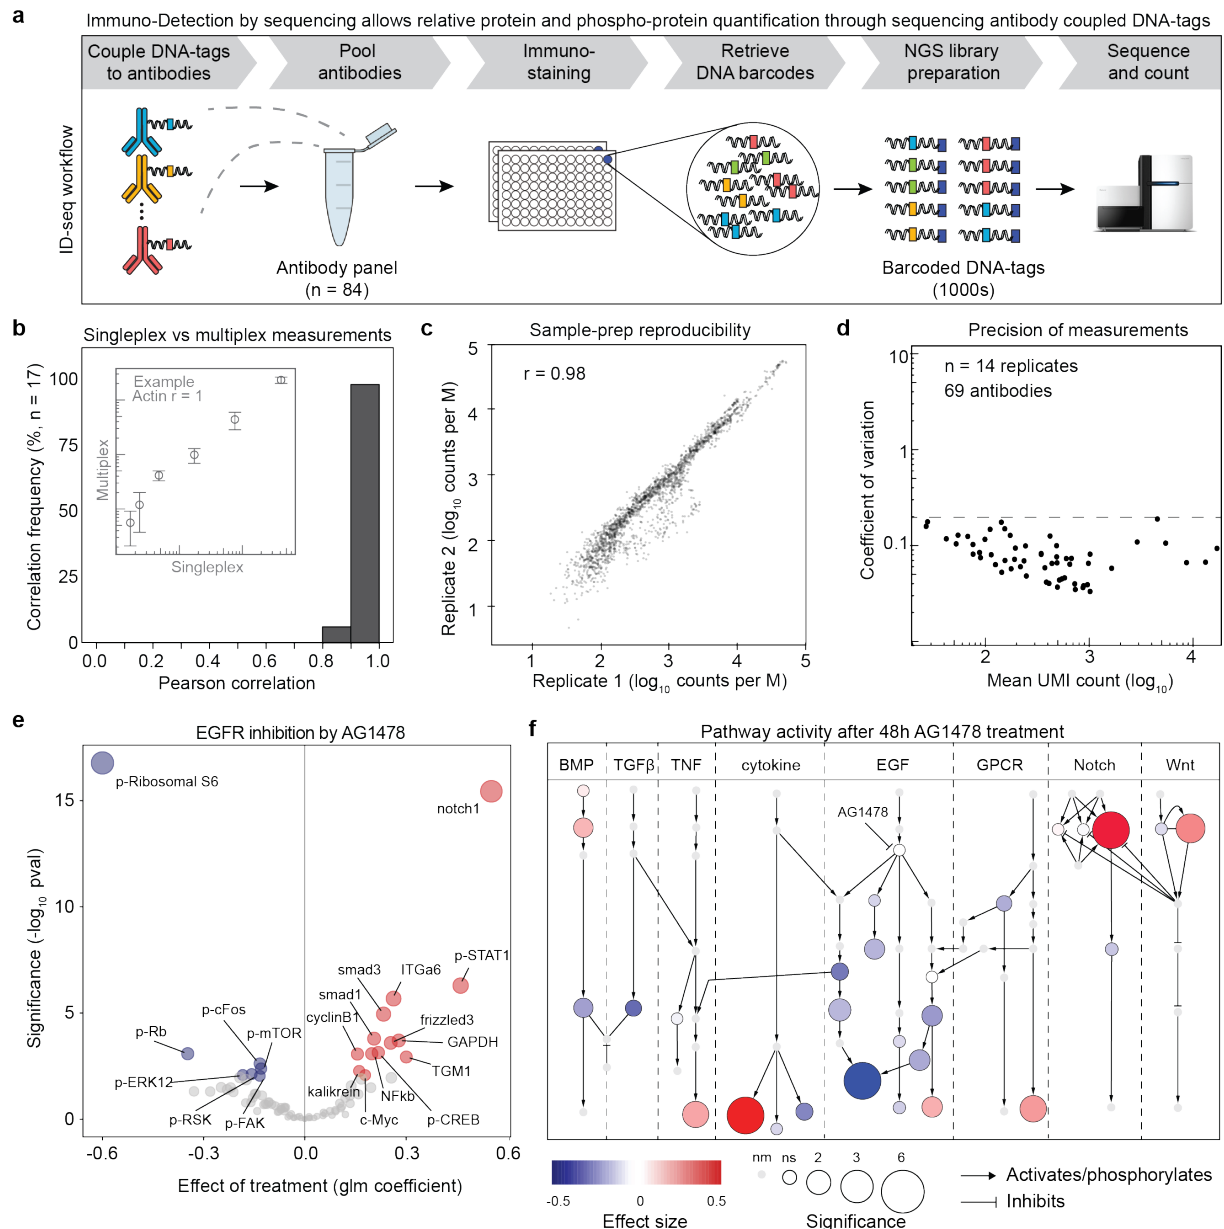 a
Immuno-Detection by sequencing allows relative protein and phospho-protein quantification through sequencing antibody coupled DNA-tags
Couple DNA-tags
to antibodies
Pool
antibodies
Immuno-
staining
Retrieve
DNA barcodes
NGS library
preparation
Sequence
and count
ID-seq workflow
Antibody panel
(n = 84)
Barcoded DNA-tags
(1000s)
b
Singleplex vs multiplex measurements
Correlation frequency (%, n = 17)
100
75
50
25
0
Example
Actin r = 1
Multiplex
Singleplex
0.0
0.2
0.4
0.6
0.8
1.0
Pearson correlation
c
Sample-prep reproducibility
r = 0.98
Replicate 2 (log10 counts per M)
5
4
3
2
1
1
2
3
4
5
Replicate 1 (log10 counts per M)
d
Precision of measurements
n = 14 replicates
69 antibodies
Coefficient of variation
10
1
0.1
2
3
4
Mean UMI count (log10)
e
EGFR inhibition by AG1478
Significance (-log10 pval)
15
10
5
0
p-Ribosomal S6
notch1
p-STAT1
ITGa6
smad3
smad1
cyclinB1
frizzled3
GAPDH
TGM1
p-cFos
p-mTOR
p-Rb
p-ERK12
p-RSK
p-FAK
kalikrein
c-Myc
NFkb
p-CREB
-0.6
-0.3
0.0
0.3
0.6
Effect of treatment (glm coefficient)
f
Pathway activity after 48h AG1478 treatment
BMP
TGFβ
TNF
cytokine
EGF
GPCR
Notch
Wnt
AG1478
-0.5
0
0.5
Effect size
nm
ns
2
3
6
Significance
Activates/phosphorylates
Inhibits